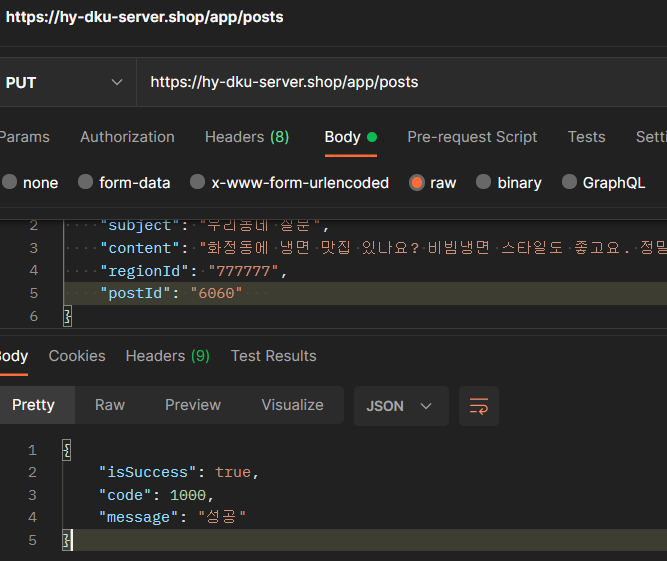 https://hy-dku-server.shop/app/posts
PUT https://hy-dku-server.shop/app/posts
Params Authorization Headers (8) Body Pre-request Script Tests
none form-data x-www-form-urlencoded raw binary GraphQL
2 "subject": "우리동네 질문",
3 "content": "화정동에 냉면 맛집 있나요? 비빔냉면 스타일도 좋고요. 정밀
4 "regionId": "777777",
5 "postId": "6060"
6 }
Body Cookies Headers (9) Test Results
Pretty Raw Preview Visualize JSON
1 {
2 "isSuccess": true,
3 "code": 1000,
4 "message": "성공"
5 }